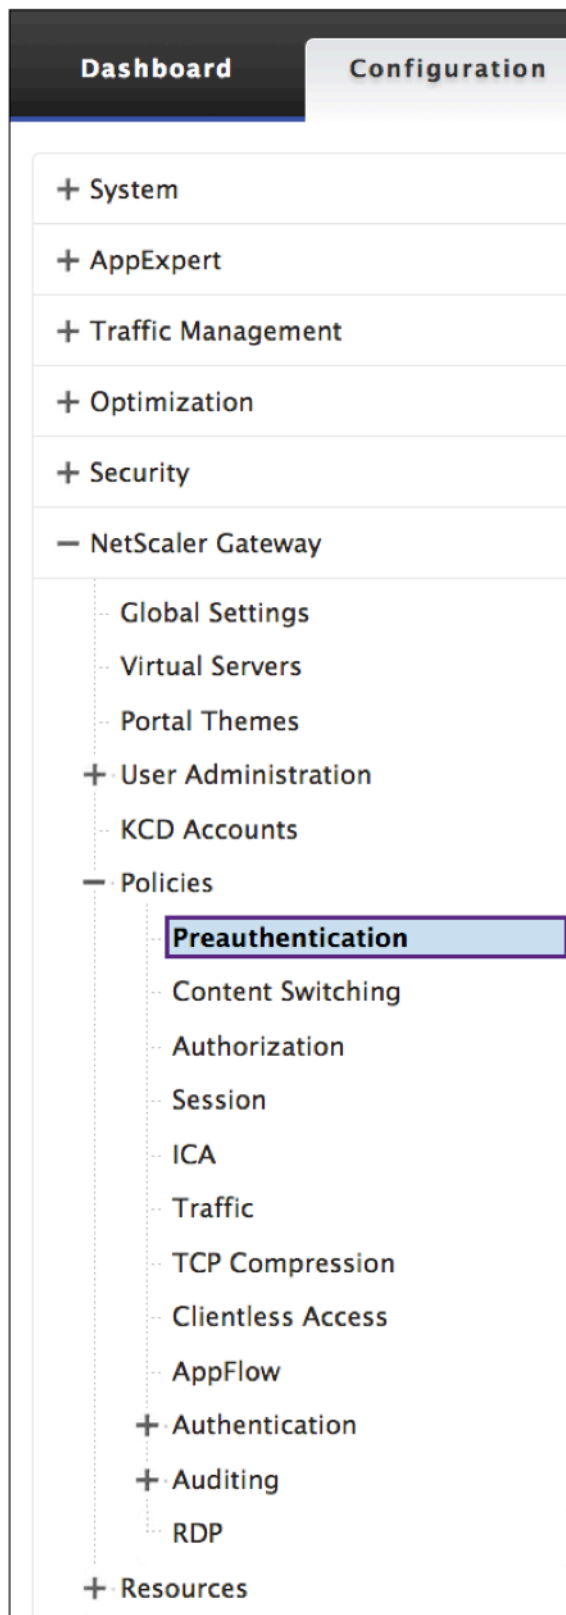 Dashboard Configuration
System
AppExpert
Traffic Management
Optimization
Security
NetScaler Gateway
Global Settings
Virtual Servers
Portal Themes
User Administration
KCD Accounts
Policies
Preauthentication
Content Switching
Authorization
Session
ICA
Traffic
TCP Compression
Clientless Access
AppFlow
Authentication
Auditing
RDP
Resources